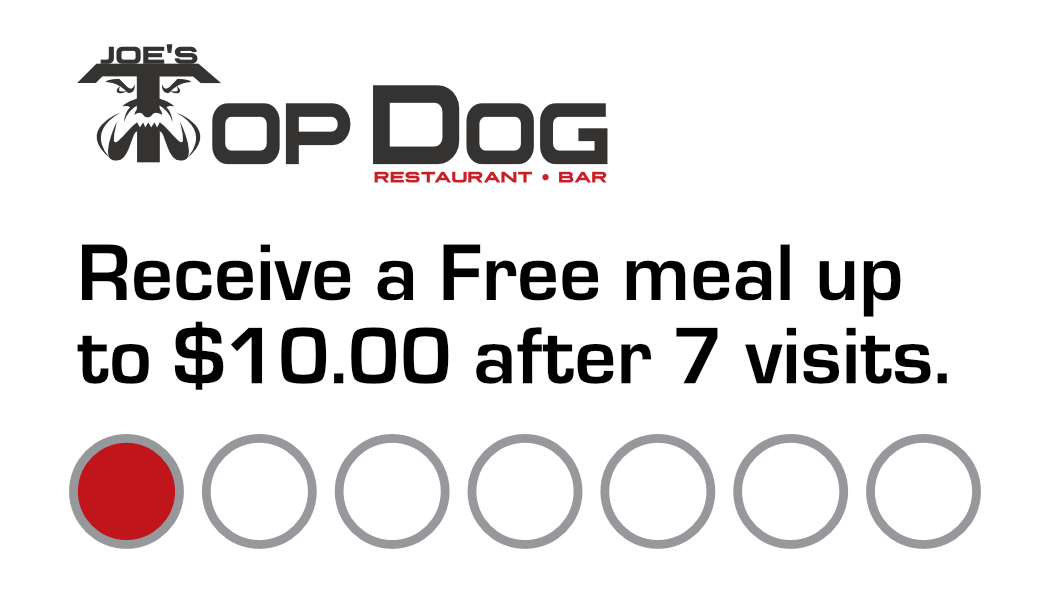 JOE'S
TOP DOG
RESTAURANT • BAR
Receive a Free meal up
to $10.00 after 7 visits.